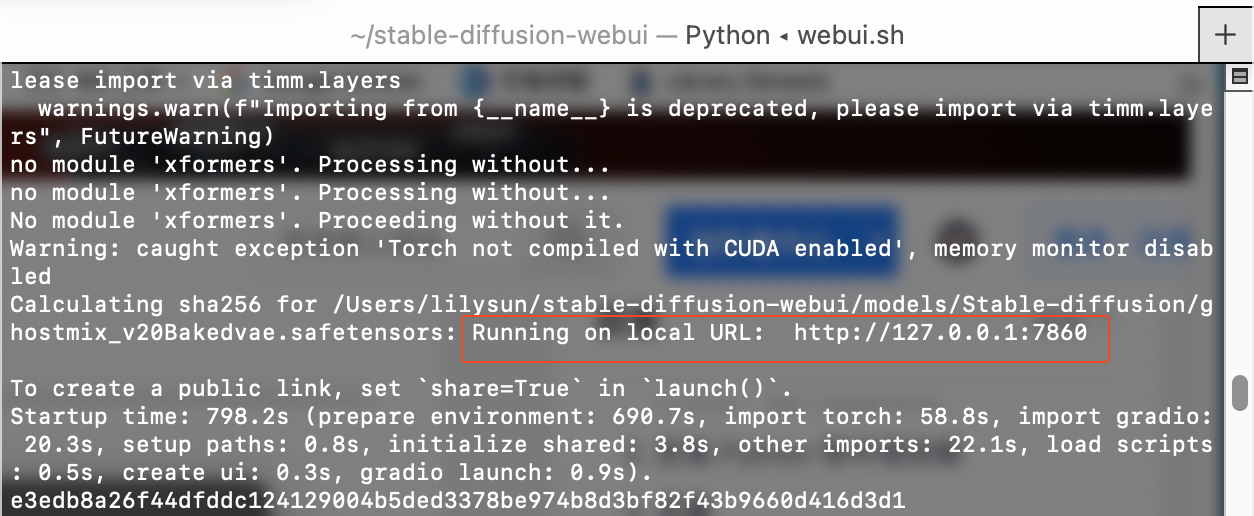 ~/stable-diffusion-webui — Python ◂ webui.sh
lease import via timm.layers
  warnings.warn(f"Importing from {__name__} is deprecated, please import via timm.laye
rs", FutureWarning)
no module 'xformers'. Processing without...
no module 'xformers'. Processing without...
No module 'xformers'. Proceeding without it.
Warning: caught exception 'Torch not compiled with CUDA enabled', memory monitor disab
led
Calculating sha256 for /Users/lilysun/stable-diffusion-webui/models/Stable-diffusion/g
hostmix_v20Bakedvae.safetensors: Running on local URL:  http://127.0.0.1:7860
To create a public link, set `share=True` in `launch()`.
Startup time: 798.2s (prepare environment: 690.7s, import torch: 58.8s, import gradio:
 20.3s, setup paths: 0.8s, initialize shared: 3.8s, other imports: 22.1s, load scripts
: 0.5s, create ui: 0.3s, gradio launch: 0.9s).
e3edb8a26f44dfddc124129004b5ded3378be974b8d3bf82f43b9660d416d3d1